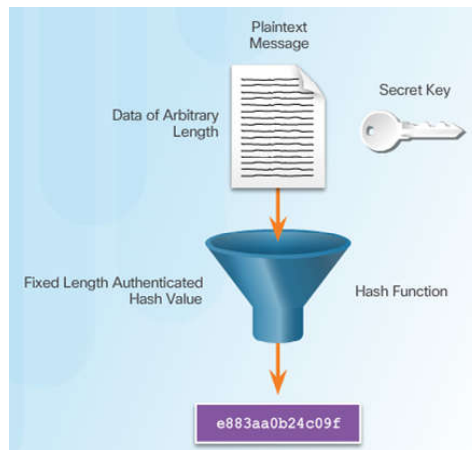 Plaintext
Message
Secret Key
Data of Arbitrary
Length
Fixed Length Authenticated
Hash Value
Hash Function
e883aa0b24c09f